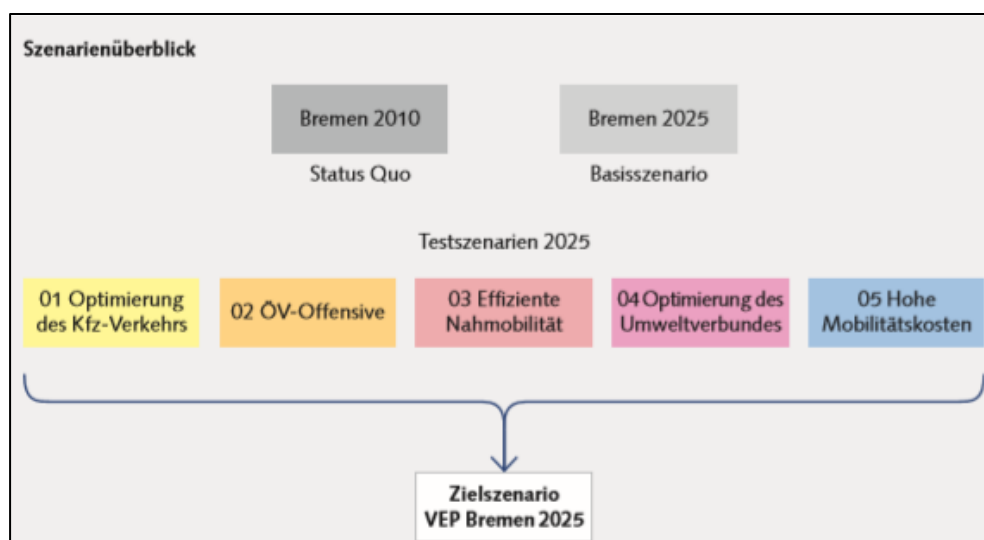 Szenarienüberblick
Bremen 2010
Bremen 2025
Status Quo
Basisszenario
Testszenarien 2025
01 Optimierung
des Kfz-Verkehrs
02 ÖV-Offensive
03 Effiziente
Nahmobilität
04 Optimierung des
Umweltverbundes
05 Hohe
Mobilitätskosten
Zielszenario
VEP Bremen 2025